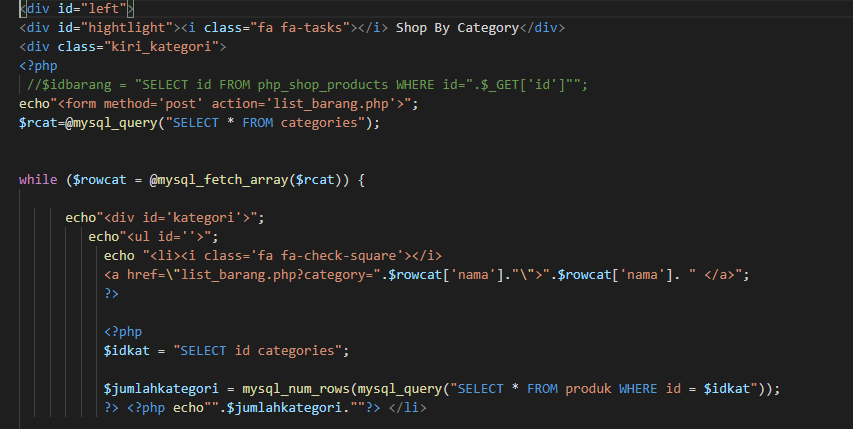 <div id="left">
<div id="hightlight"><i class="fa fa-tasks"></i> Shop By Category</div>
<div class="kiri_kategori">
<?php
//$idbarang = "SELECT id FROM php_shop_products WHERE id=".$_GET['id']"";
echo"<form method='post' action='list_barang.php'>";
$rcat=@mysql_query("SELECT * FROM categories");
while ($rowcat = @mysql_fetch_array($rcat)) {
echo"<div id='kategori'>";
echo"<ul id=''>";
echo "<li><i class='fa fa-check-square'></i>
<a href=\"list_barang.php?category=".$rowcat['nama']."\">".$rowcat['nama']. " </a>";
?>
<?php
$idkat = "SELECT id categories";
$jumlahkategori = mysql_num_rows(mysql_query("SELECT * FROM produk WHERE id = $idkat"));
?> <?php echo"".$jumlahkategori.""?> </li>